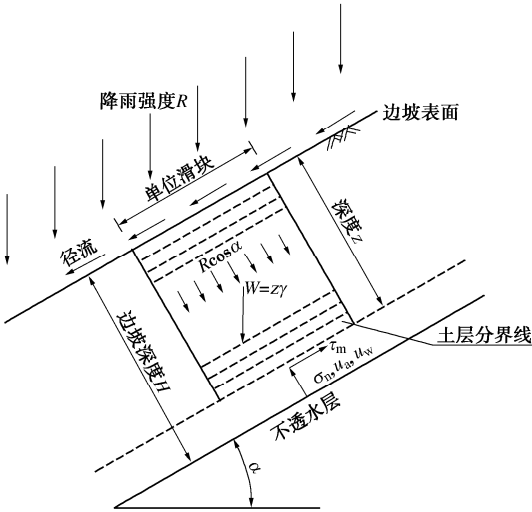 降雨强度R
边坡表面
单位滑块
径流
深度z
Rcosα
W=zγ
边坡深度H
土层分界线
τm
σn,ua,uw
不透水层
α